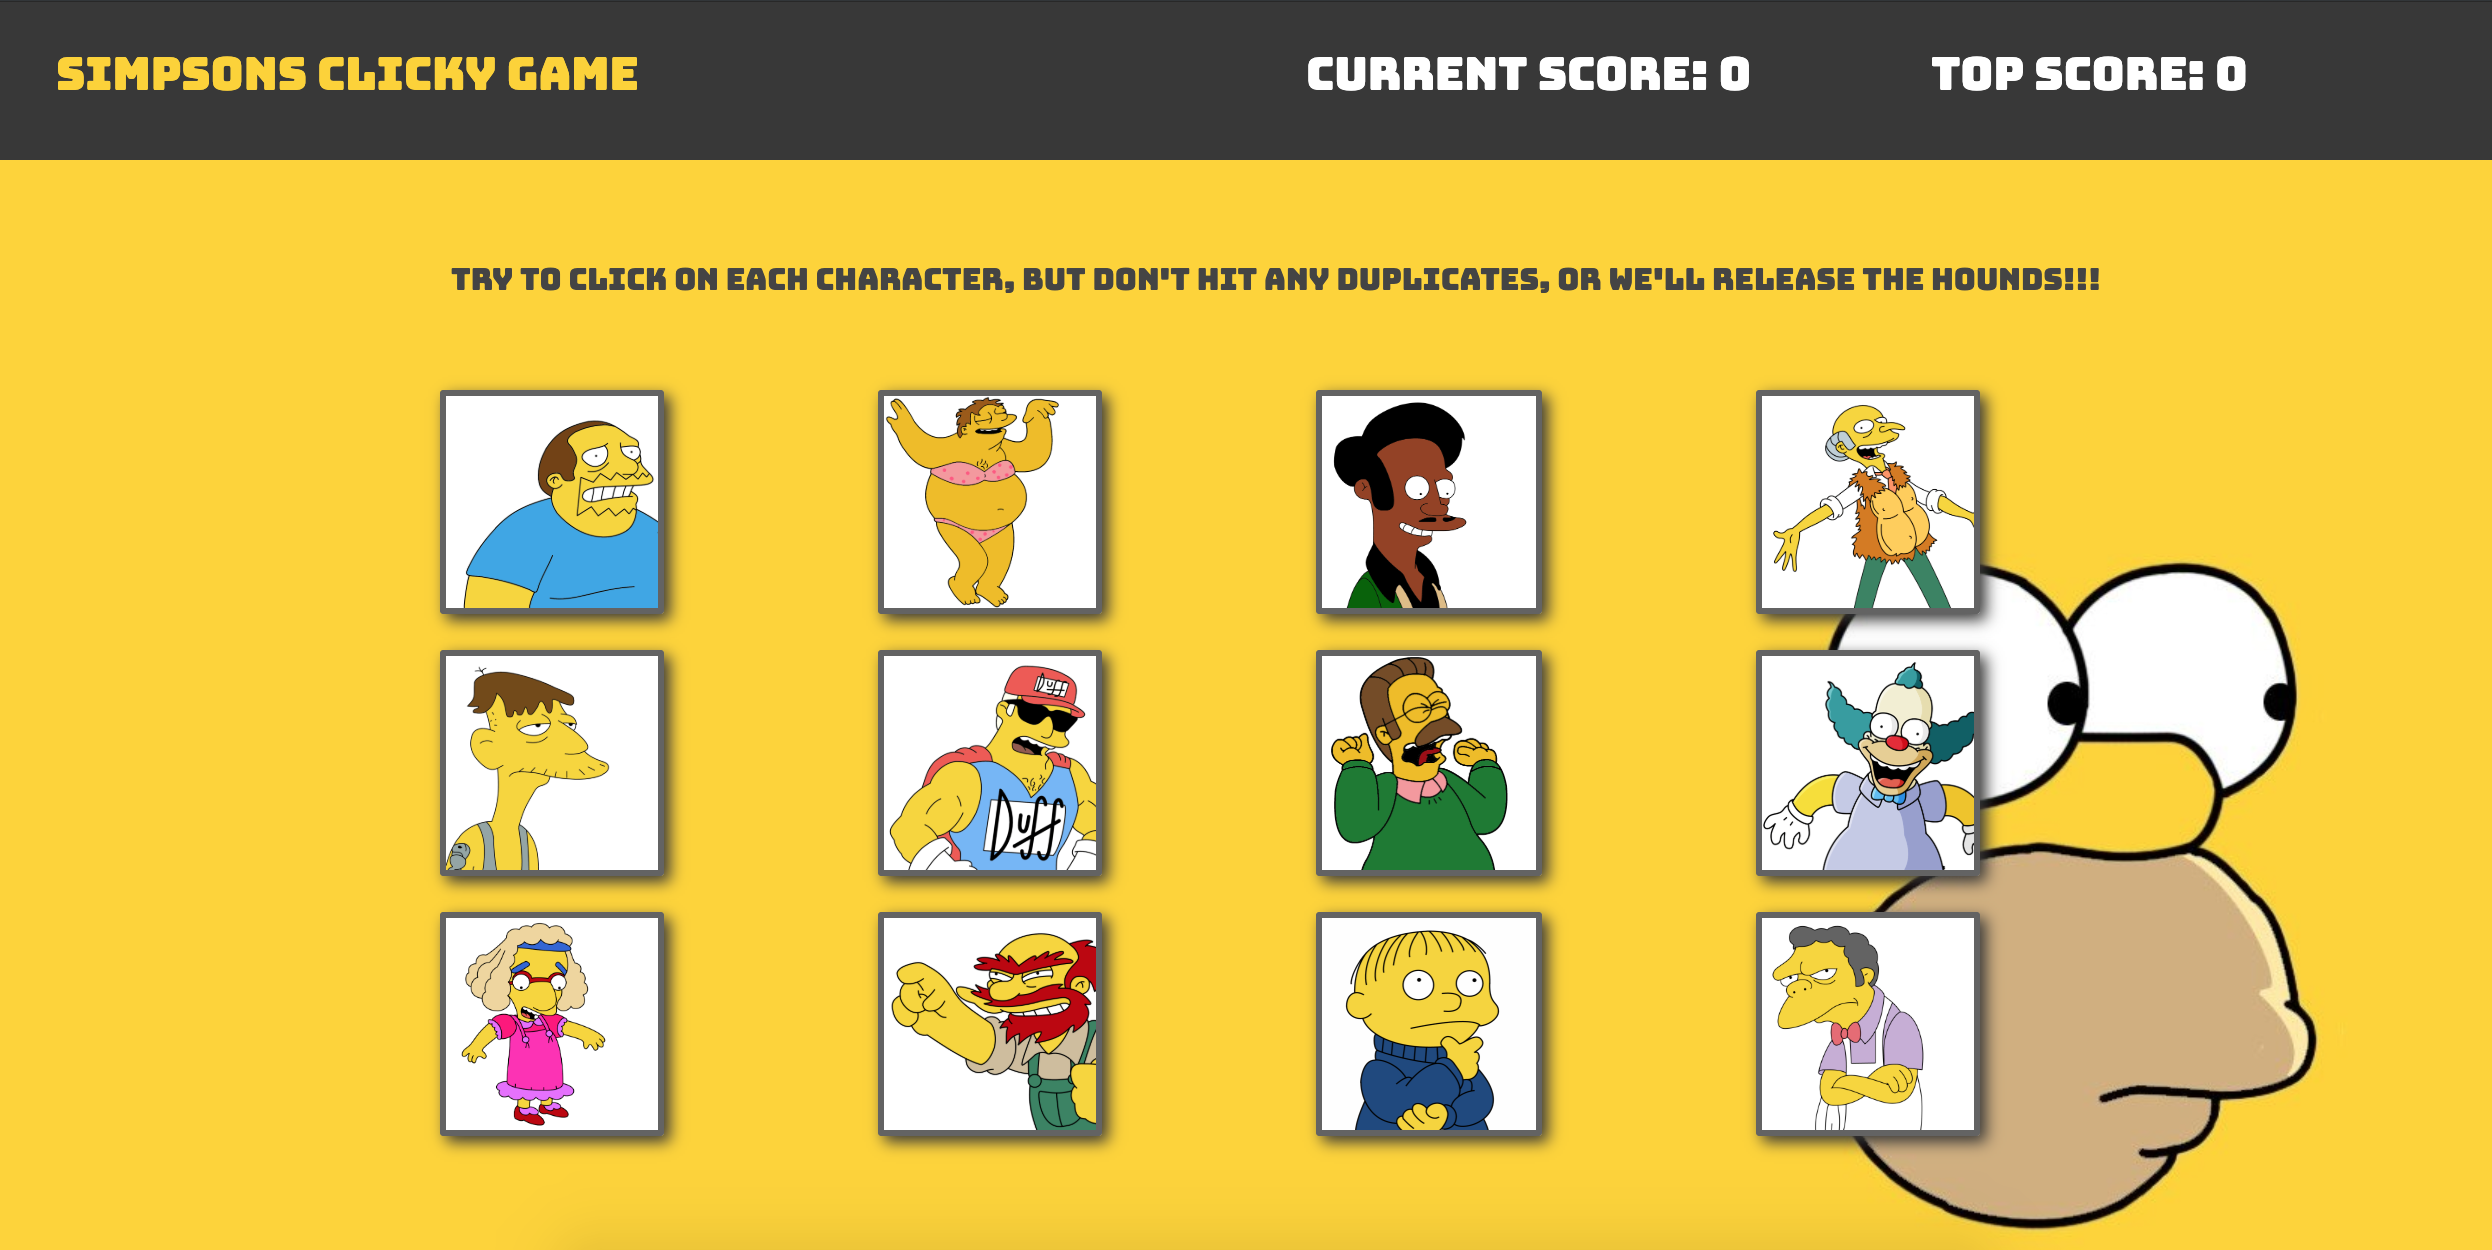 SIMPSONS CLICKY GAME
CURRENT SCORE: 0
TOP SCORE: 0
TRY TO CLICK ON EACH CHARACTER, BUT DON'T HIT ANY DUPLICATES, OR WE'LL RELEASE THE HOUNDS!!!
Duff
Duff